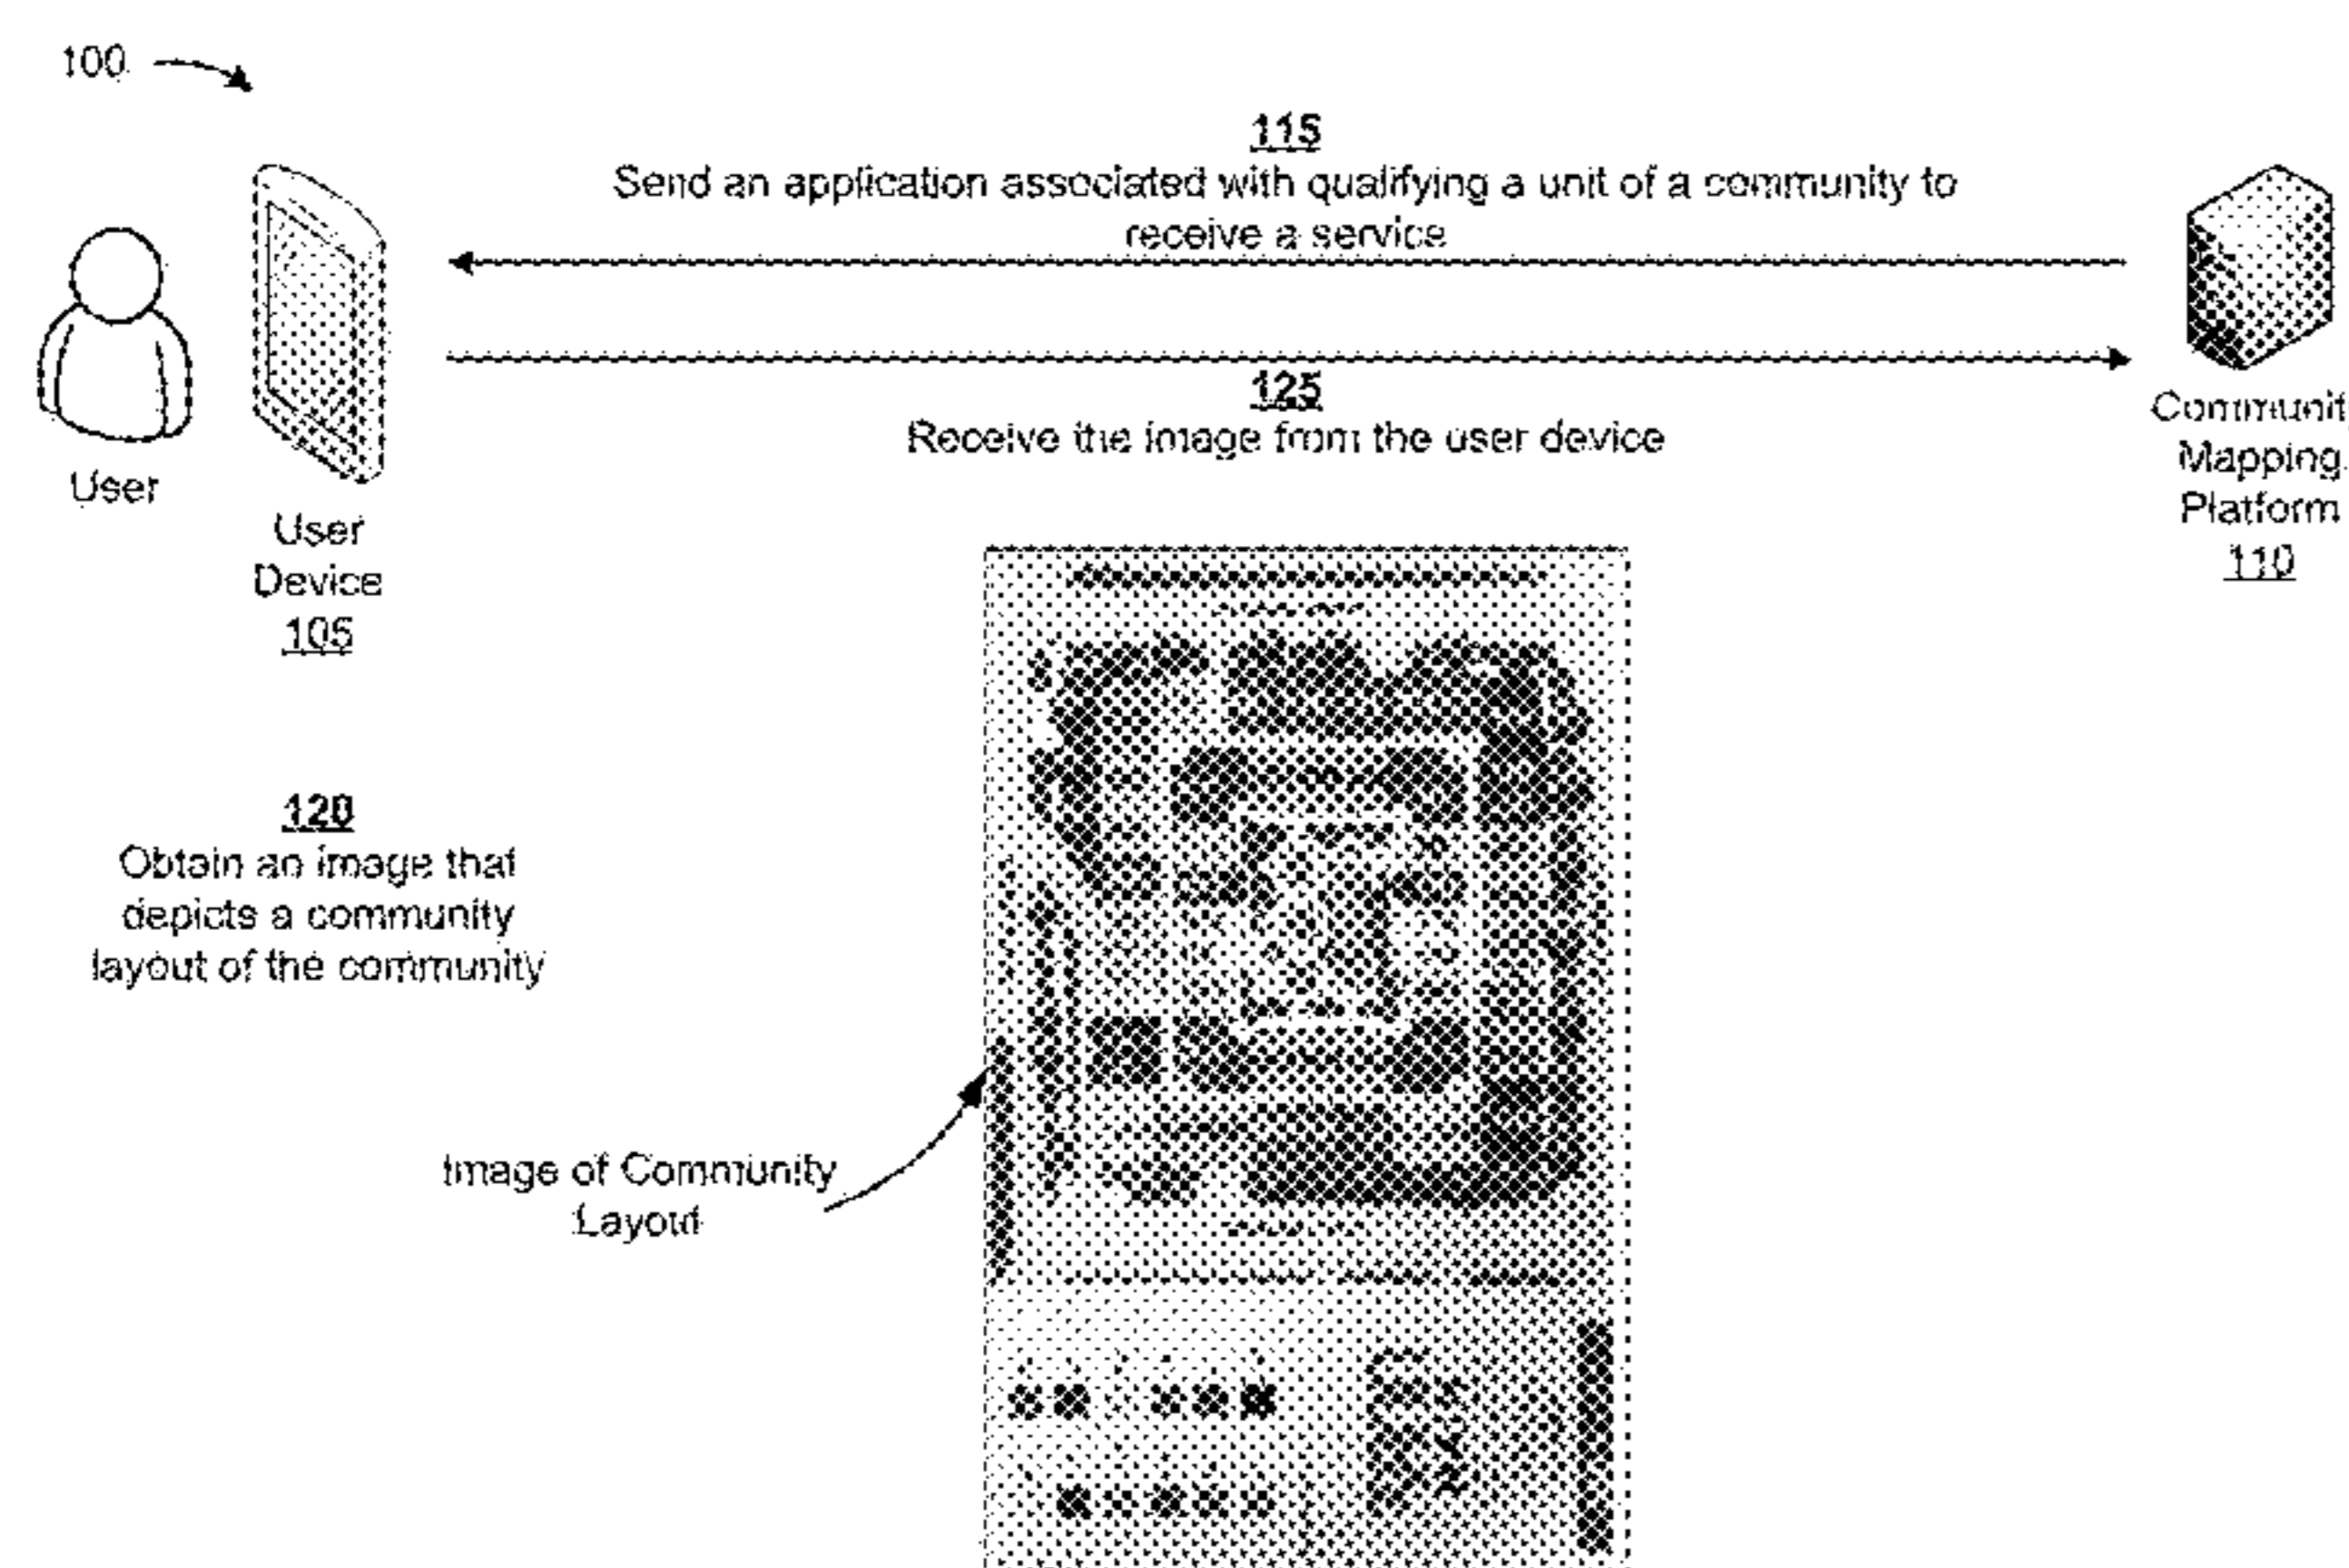 100
115
Send an application associated with qualifying a unit of a community to
receive a service
125
Receive the image from the user device
User
User
Device
105
Communit
Mapping
Platform
110
120
Obtain an image that
depicts a community
layout of the community
Image of Community
Layout